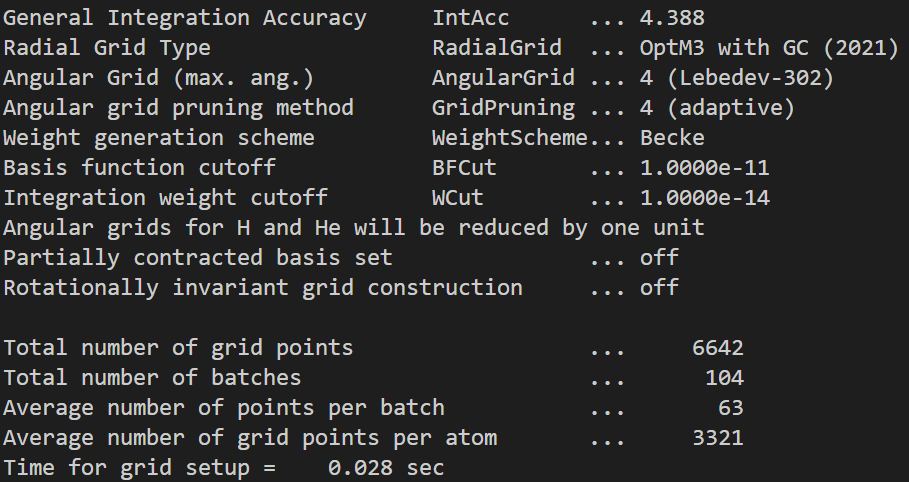 General Integration Accuracy     IntAcc      ... 4.388
Radial Grid Type                 RadialGrid  ... OptM3 with GC (2021)
Angular Grid (max. ang.)         AngularGrid ... 4 (Lebedev-302)
Angular grid pruning method      GridPruning ... 4 (adaptive)
Weight generation scheme         WeightScheme... Becke
Basis function cutoff            BFCut       ... 1.0000e-11
Integration weight cutoff        WCut        ... 1.0000e-14
Angular grids for H and He will be reduced by one unit
Partially contracted basis set               ... off
Rotationally invariant grid construction     ... off

Total number of grid points                  ...     6642
Total number of batches                      ...      104
Average number of points per batch           ...       63
Average number of grid points per atom       ...     3321
Time for grid setup =    0.028 sec